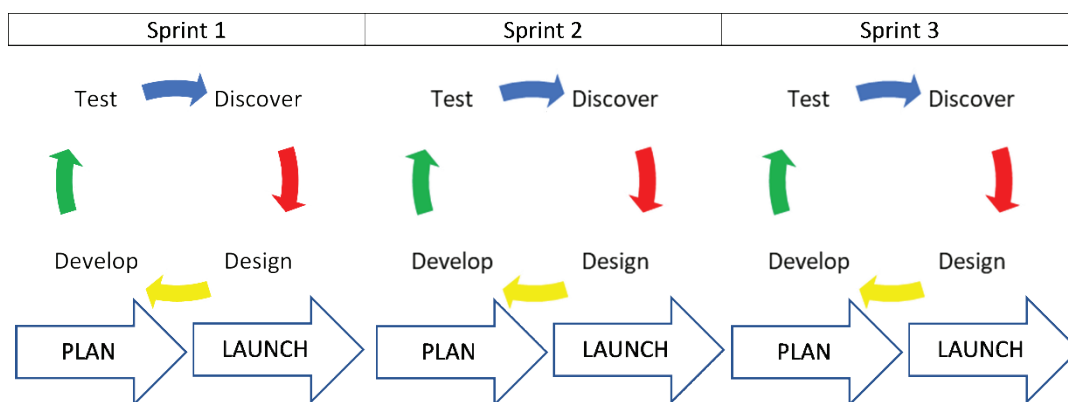 Sprint 1 Sprint 2 Sprint 3
Test Discover Test Discover Test Discover
Develop Design Develop Design Develop Design
PLAN LAUNCH PLAN LAUNCH PLAN LAUNCH